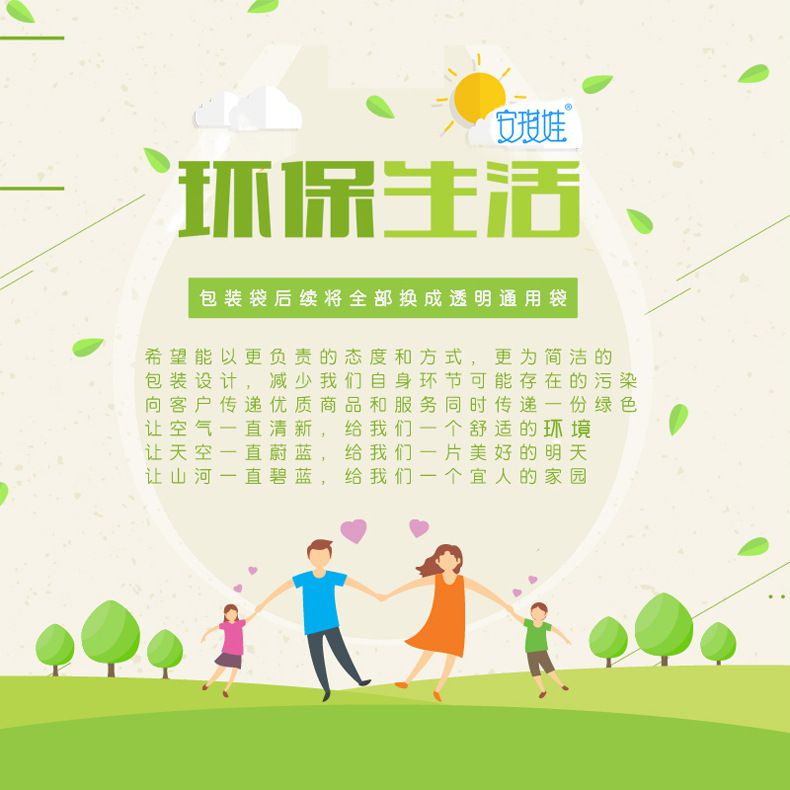 安琪娃®
环保生活
包装袋后续将全部换成透明通用袋
希望能以更负责的态度和方式，更为简洁的
包装设计，减少我们自身环节可能存在的污染
向客户传递优质商品和服务同时传递一份绿色
让空气一直清新，给我们一个舒适的环境
让天空一直蔚蓝，给我们一片美好的明天
让山河一直碧蓝，给我们一个宜人的家园